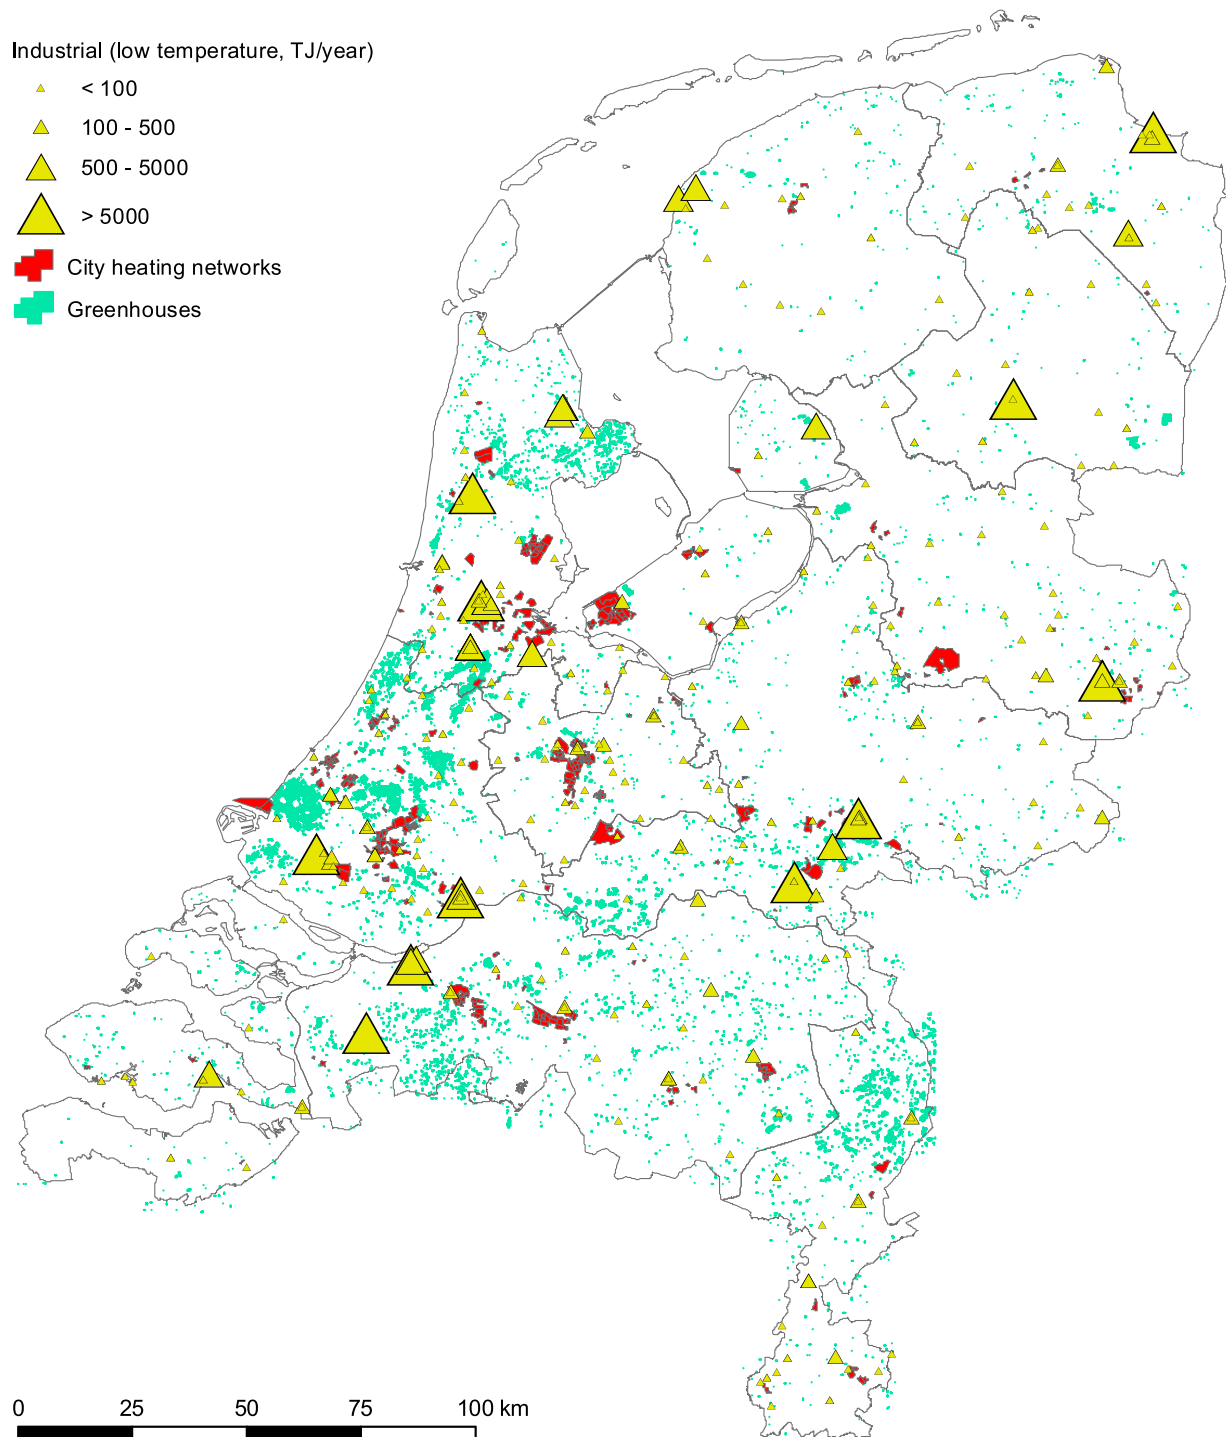 Industrial (low temperature, TJ/year)
< 100
100 - 500
500 - 5000
> 5000
City heating networks
Greenhouses
0 25 50 75 100 km